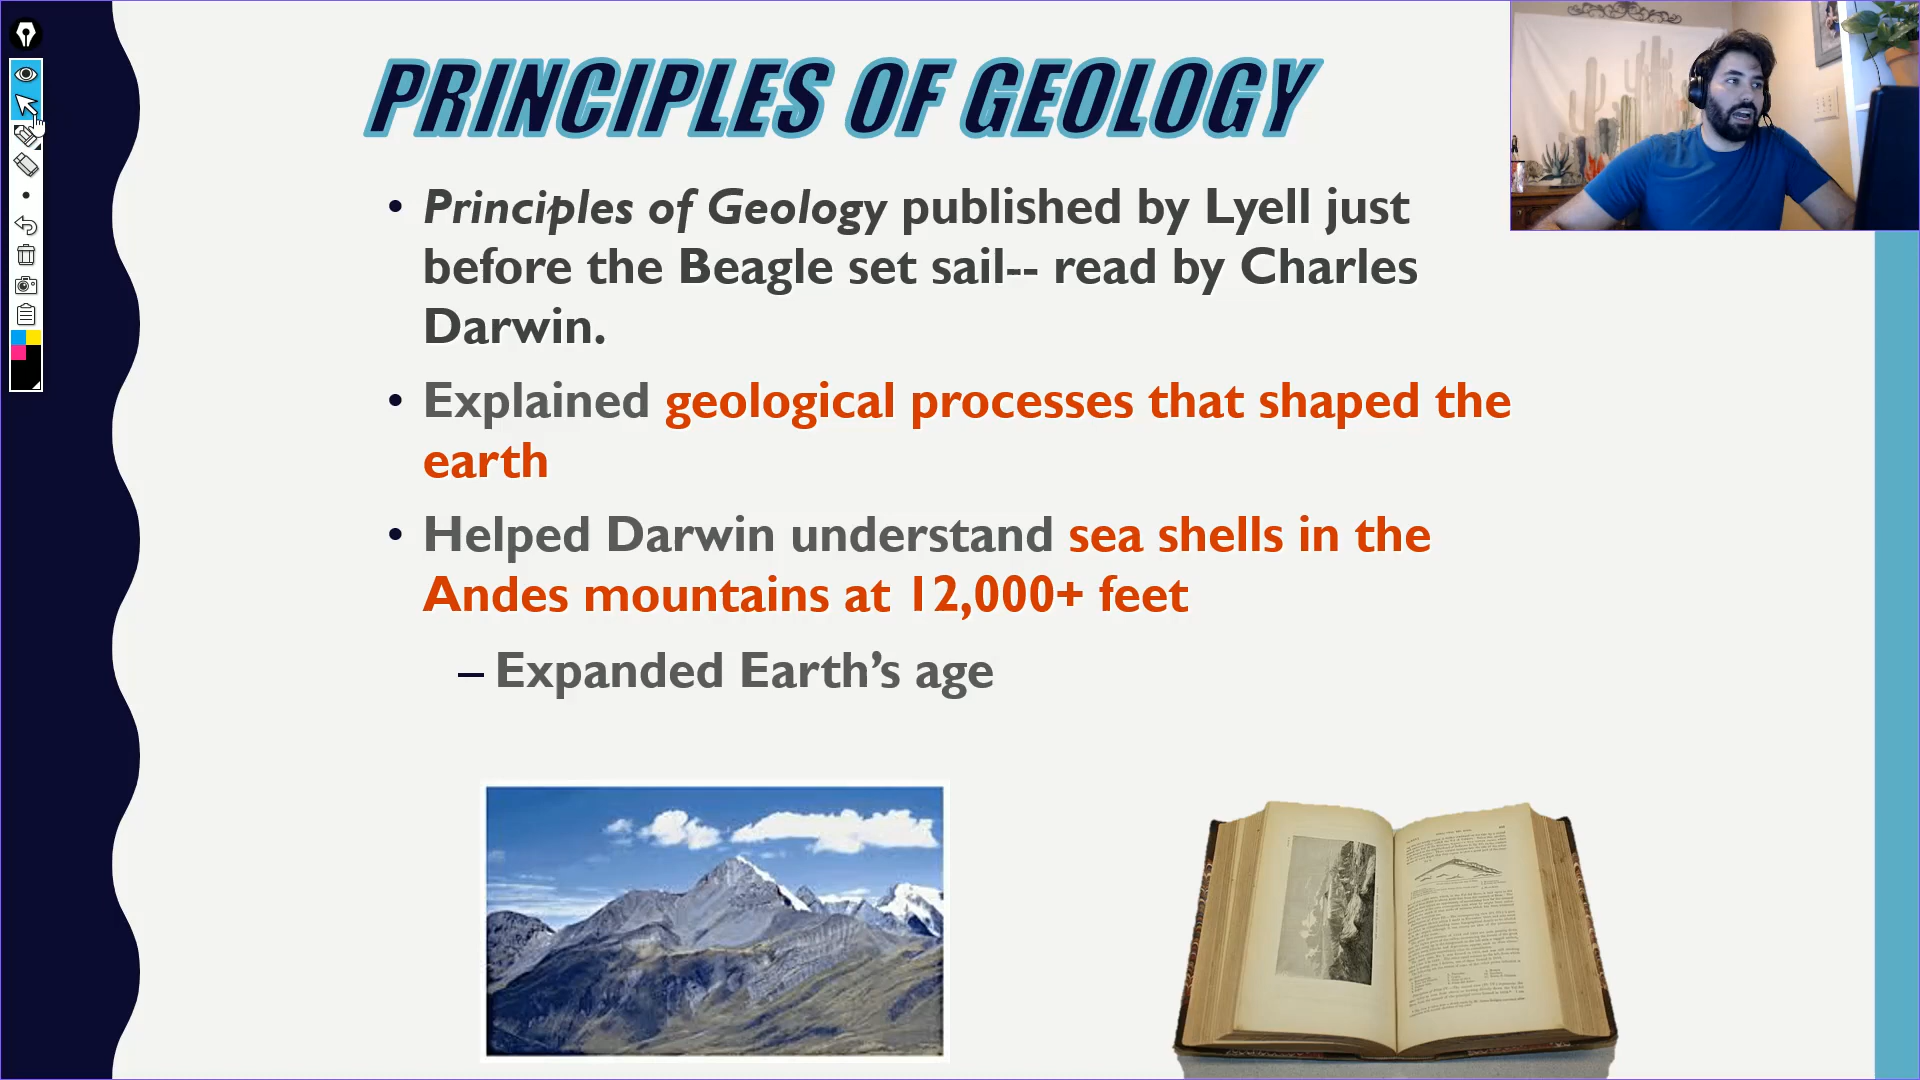 PRINCIPLES OF GEOLOGY
• Principles of Geology published by Lyell just
before the Beagle set sail-- read by Charles
Darwin.
• Explained geological processes that shaped the
earth
• Helped Darwin understand sea shells in the
Andes mountains at 12,000+ feet
– Expanded Earth’s age